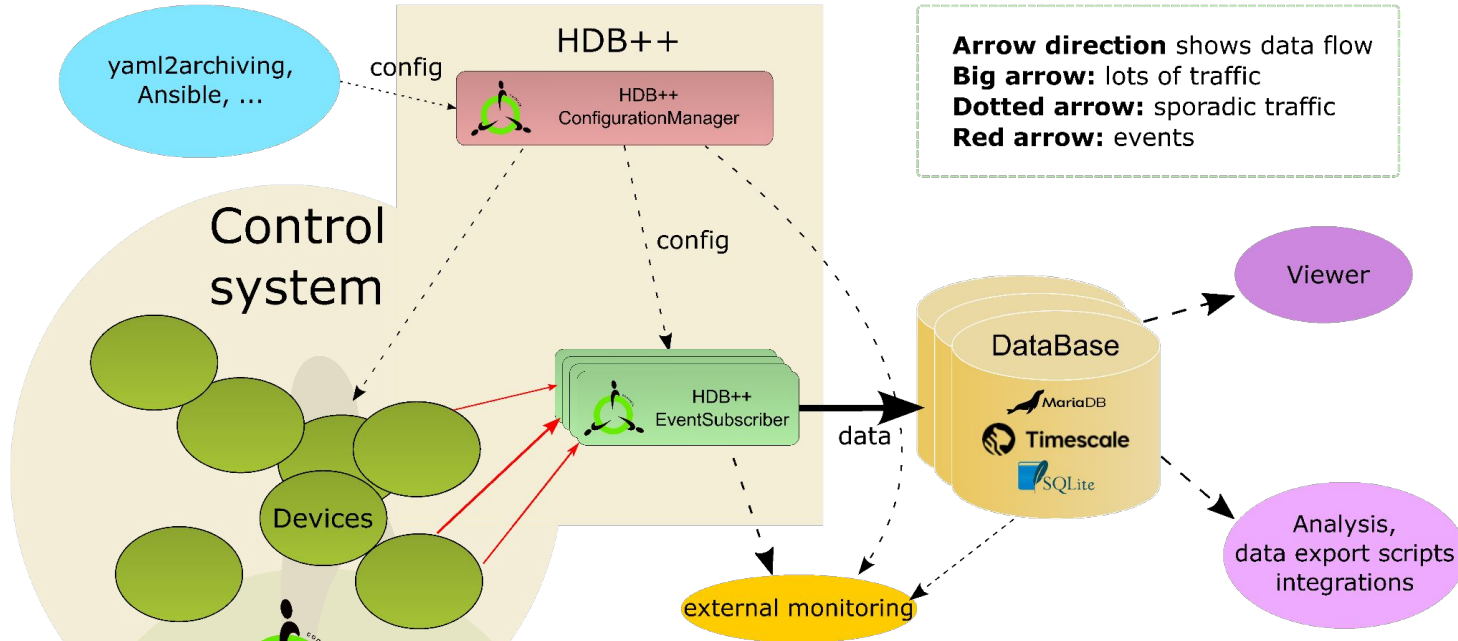 HDB++
yaml2archiving,
Ansible, ...
config
HDB++
ConfigurationManager
Arrow direction shows data flow
Big arrow: lots of traffic
Dotted arrow: sporadic traffic
Red arrow: events
Control
system
config
Viewer
DataBase
MariaDB
Timescale
SQLite
HDB++
EventSubscriber
data
Devices
Analysis,
data export scripts
integrations
external monitoring